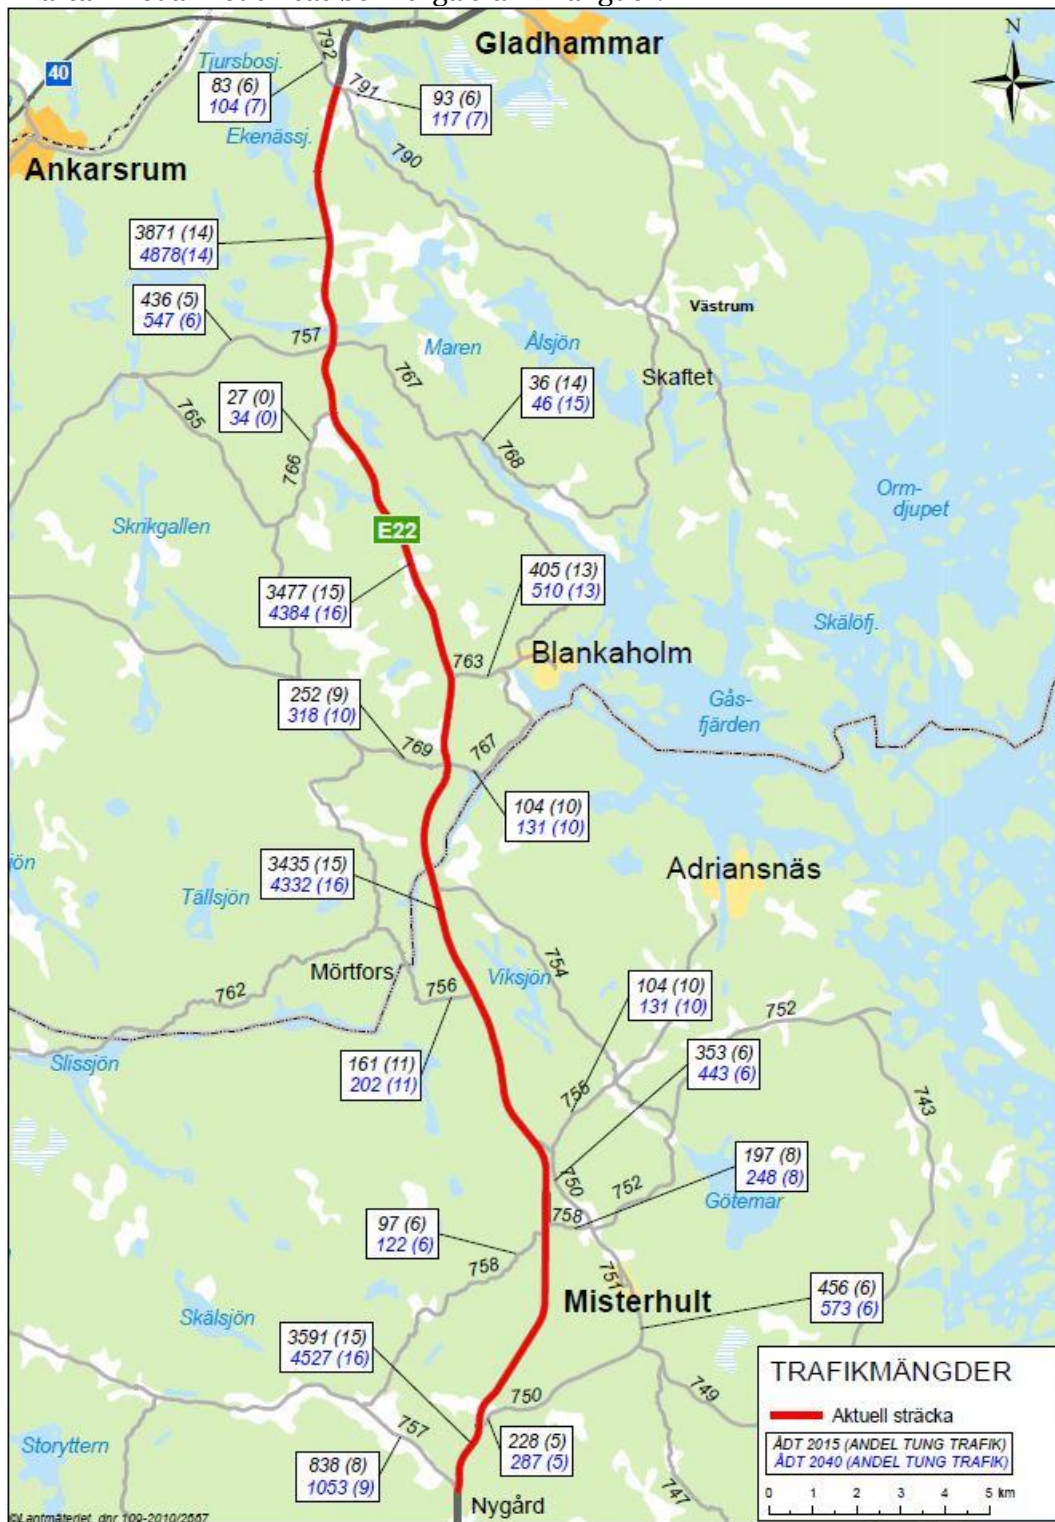 Gladhammar
N
792
Tjursbosj.
40
83 (6)
104 (7)
791
93 (6)
117 (7)
Ekenässj.
790
Ankarsrum
3871 (14)
4878(14)
436 (5)
547 (6)
757
Västrum
Maren
Ålsjön
767
Skaftet
36 (14)
46 (15)
27 (0)
34 (0)
765
766
768
Orm-
djupet
Skrikgallen
E22
405 (13)
510 (13)
3477 (15)
4384 (16)
Skälöfj.
763
Blankaholm
252 (9)
318 (10)
Gås-
fjärden
769
767
104 (10)
131 (10)
jön
3435 (15)
4332 (16)
Adriansnäs
Tällsjön
Mörtfors
762
756
Viksjön
754
104 (10)
131 (10)
752
Slissjön
161 (11)
202 (11)
353 (6)
443 (6)
755
743
197 (8)
248 (8)
750
752
Götemar
758
97 (6)
122 (6)
758
751
456 (6)
573 (6)
Misterhult
Skälsjön
3591 (15)
4527 (16)
TRAFIKMÄNGDER
750
749
Aktuell sträcka
757
Storyttern
228 (5)
287 (5)
ÅDT 2015 (ANDEL TUNG TRAFIK)
ÅDT 2040 (ANDEL TUNG TRAFIK)
838 (8)
1053 (9)
747
0 1 2 3 4 5 km
Nygård
©Lantmäteriet, dnr 109-2010/2667